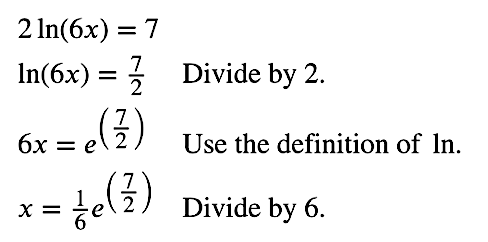 2 ln(6x) = 7
ln(6x) = 7/2 Divide by 2.
6x = e^(7/2) Use the definition of ln.
x = 1/6 e^(7/2) Divide by 6.